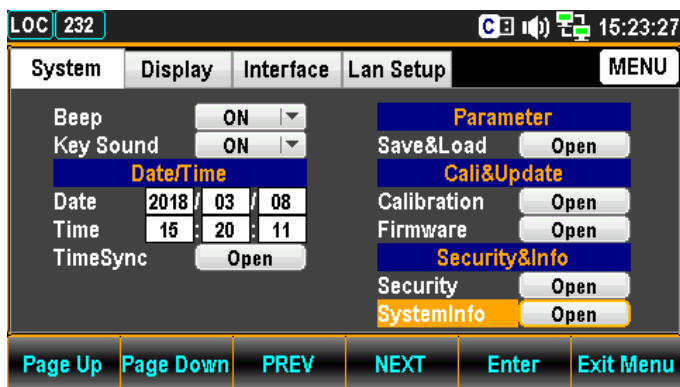 LOC 232 C 15:23:27
System Display Interface Lan Setup MENU
Beep ON
Key Sound ON
Date/Time
Date 2018 / 03 / 08
Time 15 : 20 : 11
TimeSync Open
Parameter
Save&Load Open
Cali&Update
Calibration Open
Firmware Open
Security&Info
Security Open
SystemInfo Open
Page Up Page Down PREV NEXT Enter Exit Menu